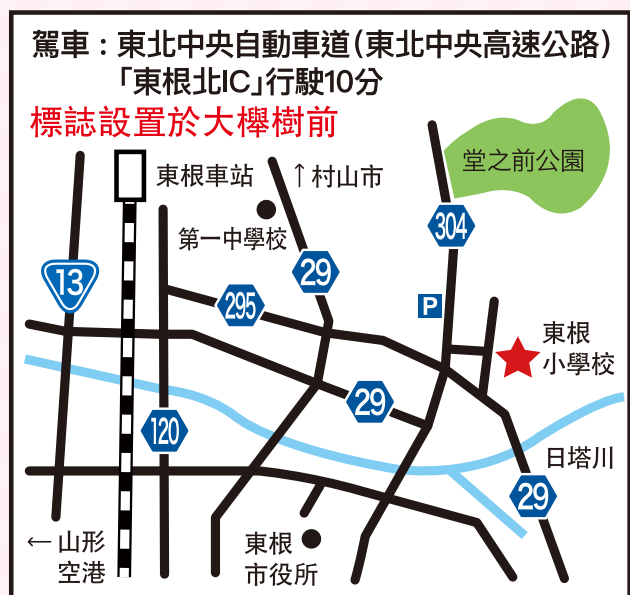 駕車：東北中央自動車道（東北中央高速公路）
「東根北IC」行駛10分
標誌設置於大櫸樹前
東根車站
↑村山市
堂之前公園
第一中學校
304
13
29
295
P
東根
小學校
29
120
日塔川
29
←山形
空港
東根
市役所